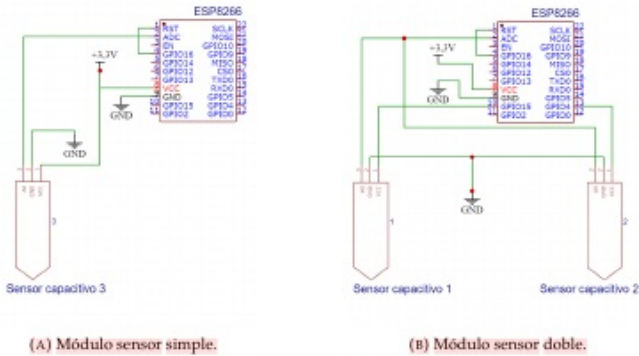 ESP8266
RST
ADC
EN
GPIO16
GPIO14
GPIO12
GPIO13
VCC
GND
GPIO15
GPIO2
SCLK
MOSI
GPIO10
GPIO9
MISO
CS0
TXD0
RXD0
GPIO5
GPIO4
GPIO0
+3,3V
GND
GND
3
Sensor capacitivo 3
(A) Módulo sensor simple.
ESP8266
RST
ADC
EN
GPIO16
GPIO14
GPIO12
GPIO13
VCC
GND
GPIO15
GPIO2
SCLK
MOSI
GPIO10
GPIO9
MISO
CS0
TXD0
RXD0
GPIO5
GPIO4
GPIO0
+3,3V
GND
GND
1
2
Sensor capacitivo 1
Sensor capacitivo 2
(B) Módulo sensor doble.